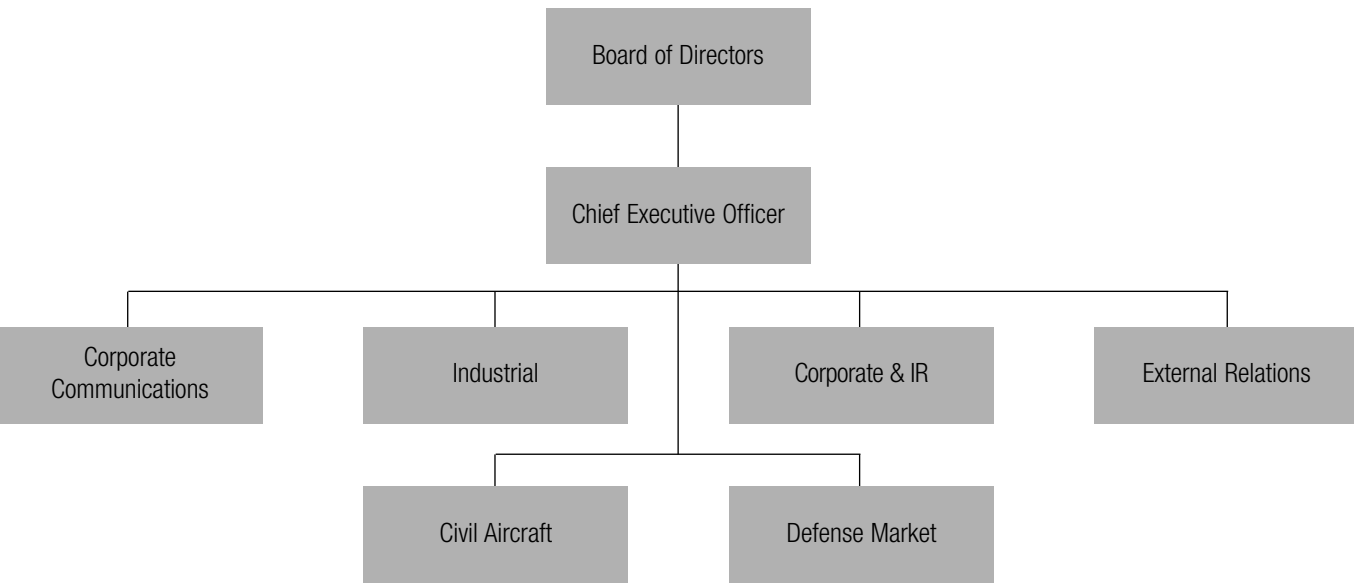 Board of Directors
Chief Executive Officer
Corporate
Communications
Industrial
Corporate & IR
External Relations
Civil Aircraft
Defense Market